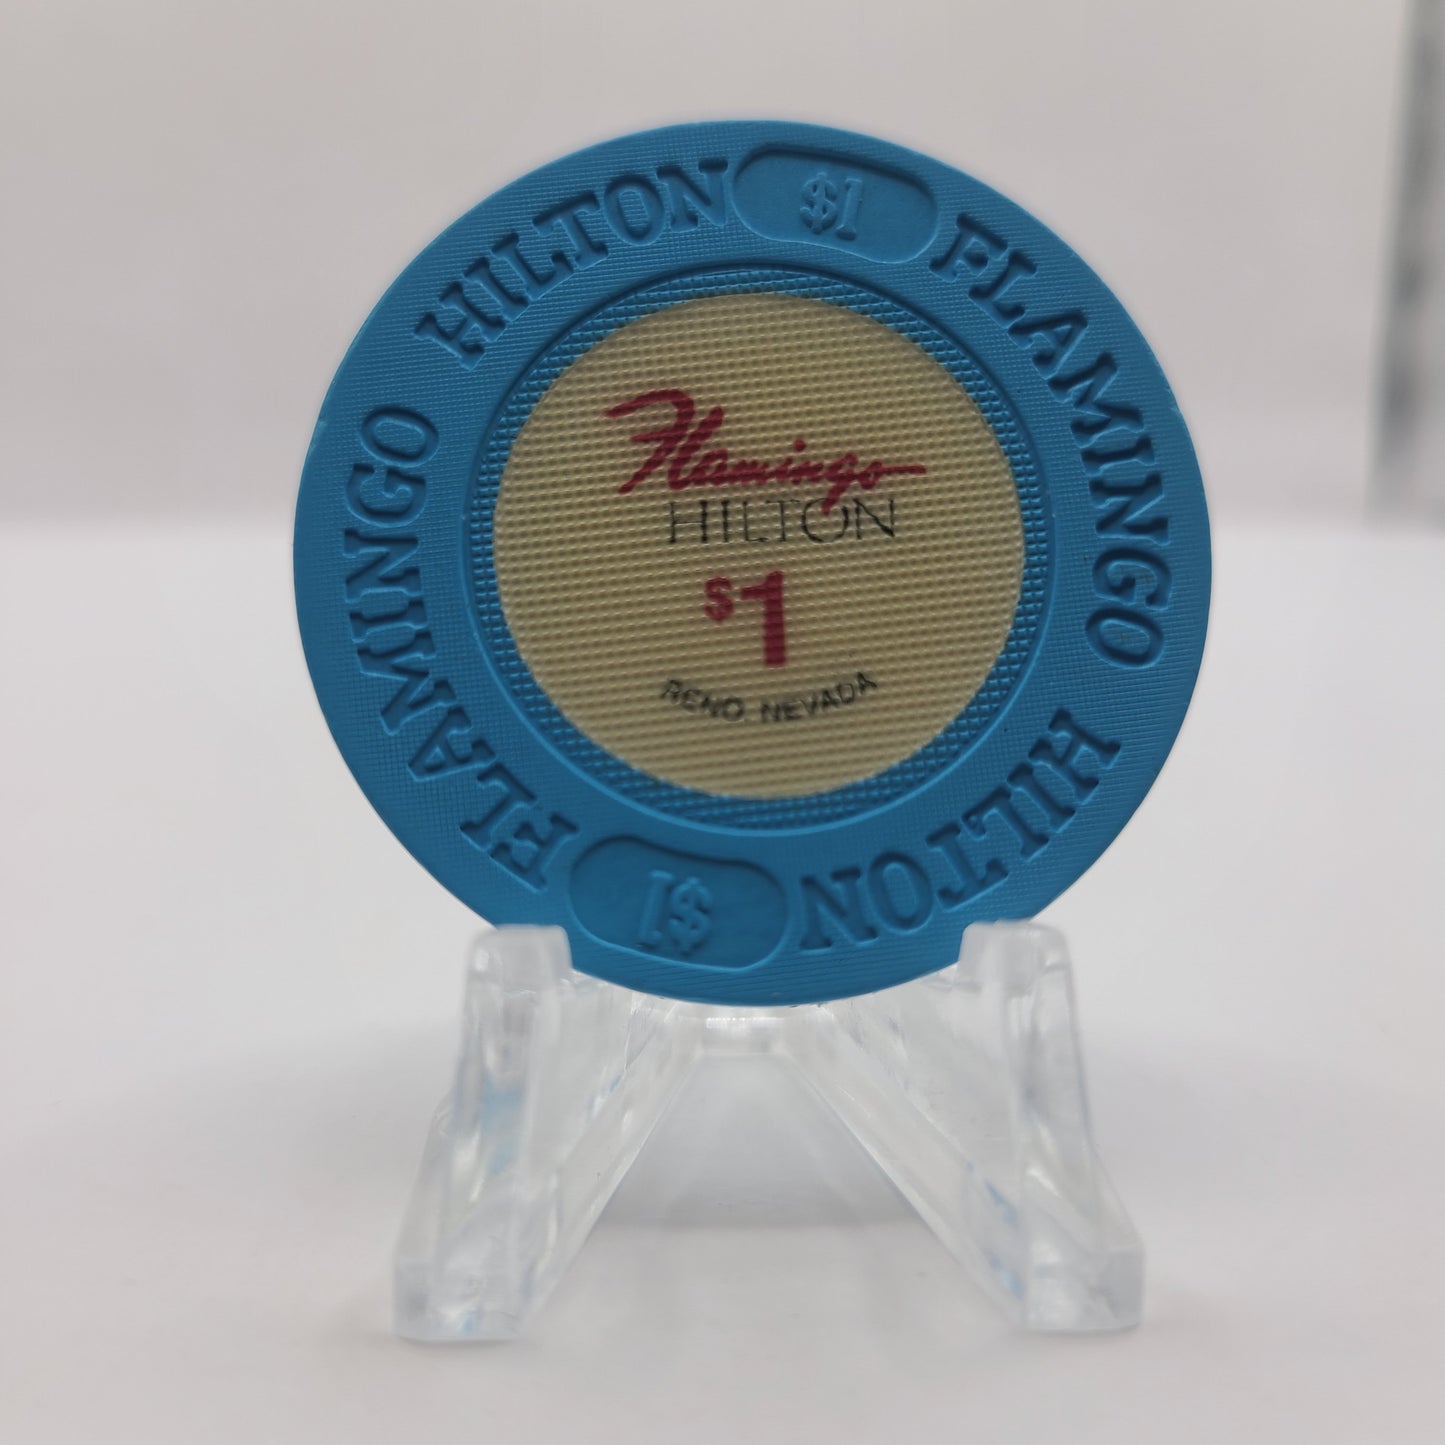 $1
FLAMINGO HILTON
$1
FLAMINGO HILTON
Flamingo
HILTON
$1
RENO, NEVADA